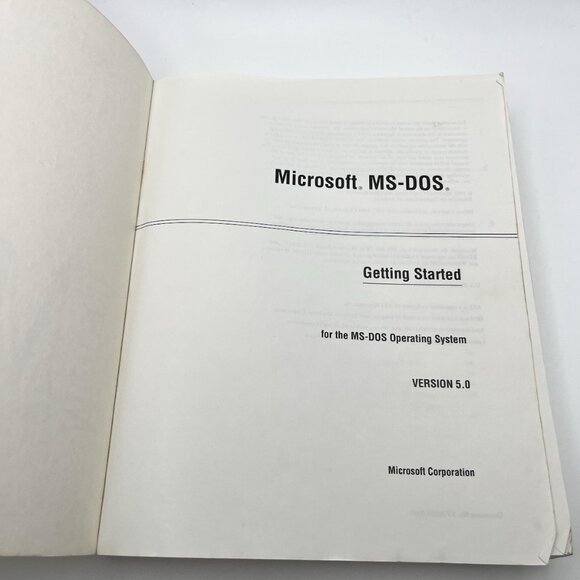 Microsoft® MS-DOS®
Getting Started
for the MS-DOS Operating System
VERSION 5.0
Microsoft Corporation